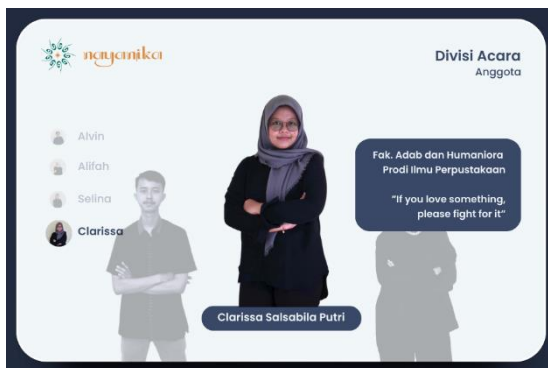 nayamika
Divisi Acara
Anggota
Alvin
Alifah
Selina
Clarissa
Fak. Adab dan Humaniora
Prodi Ilmu Perpustakaan
"If you love something,
please fight for it"
Clarissa Salsabila Putri